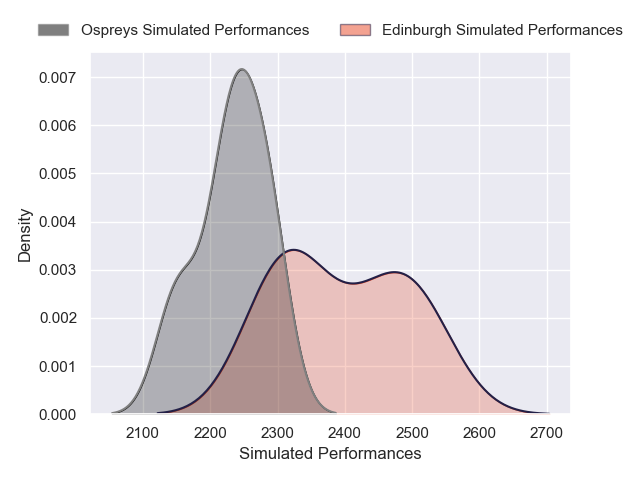 Ospreys Simulated Performances Edinburgh Simulated Performances
0.007
0.006
0.005
0.004
0.003
0.002
0.001
0.000
Density
2100 2200 2300 2400 2500 2600 2700
Simulated Performances